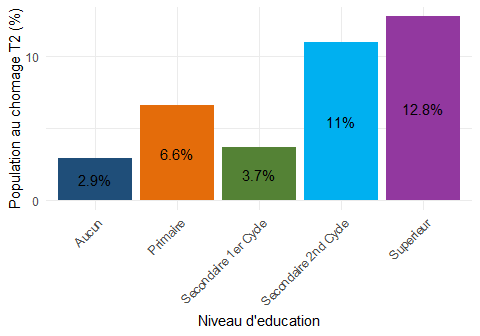 Population au chomage T2 (%)
10
0
2.9%
6.6%
3.7%
11%
12.8%
Aucun
Primaire
Secondaire 1er Cycle
Secondaire 2nd Cycle
Superieur
Niveau d'education